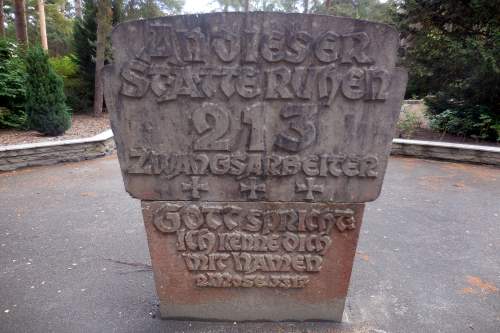 An dieser
Stätte ruhen
213
Zwangsarbeiter
Gott spricht:
Ich kenne dich
mit Namen
2.Mose 33.17